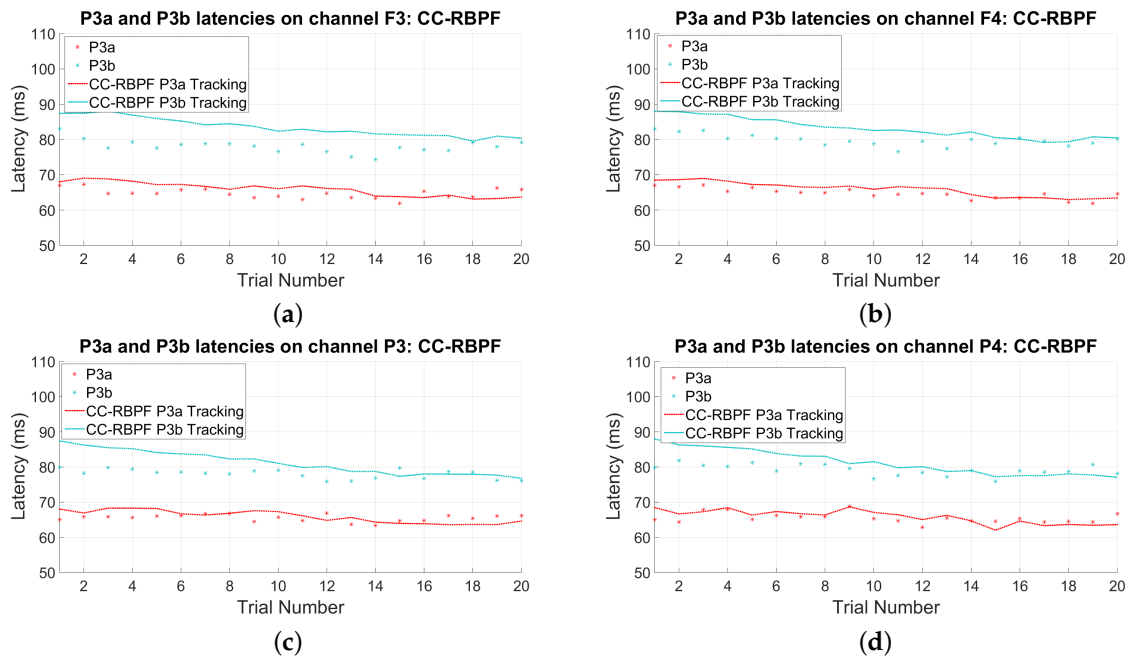 P3a and P3b latencies on channel F3: CC-RBPF
110
100
90
80
70
60
50
Latency (ms)
P3a
P3b
CC-RBPF P3a Tracking
CC-RBPF P3b Tracking
2 4 6 8 10 12 14 16 18 20
Trial Number
(a)
P3a and P3b latencies on channel F4: CC-RBPF
110
100
90
80
70
60
50
Latency (ms)
P3a
P3b
CC-RBPF P3a Tracking
CC-RBPF P3b Tracking
2 4 6 8 10 12 14 16 18 20
Trial Number
(b)
P3a and P3b latencies on channel P3: CC-RBPF
110
100
90
80
70
60
50
Latency (ms)
P3a
P3b
CC-RBPF P3a Tracking
CC-RBPF P3b Tracking
2 4 6 8 10 12 14 16 18 20
Trial Number
(c)
P3a and P3b latencies on channel P4: CC-RBPF
110
100
90
80
70
60
50
Latency (ms)
P3a
P3b
CC-RBPF P3a Tracking
CC-RBPF P3b Tracking
2 4 6 8 10 12 14 16 18 20
Trial Number
(d)